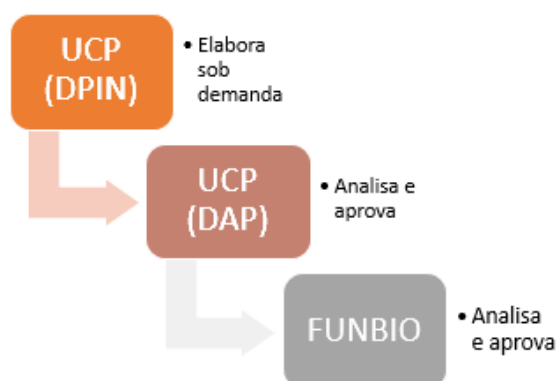 UCP
(DPIN)
• Elabora
sob
demanda
UCP
(DAP)
• Analisa e
aprova
FUNBIO
• Analisa
e aprova